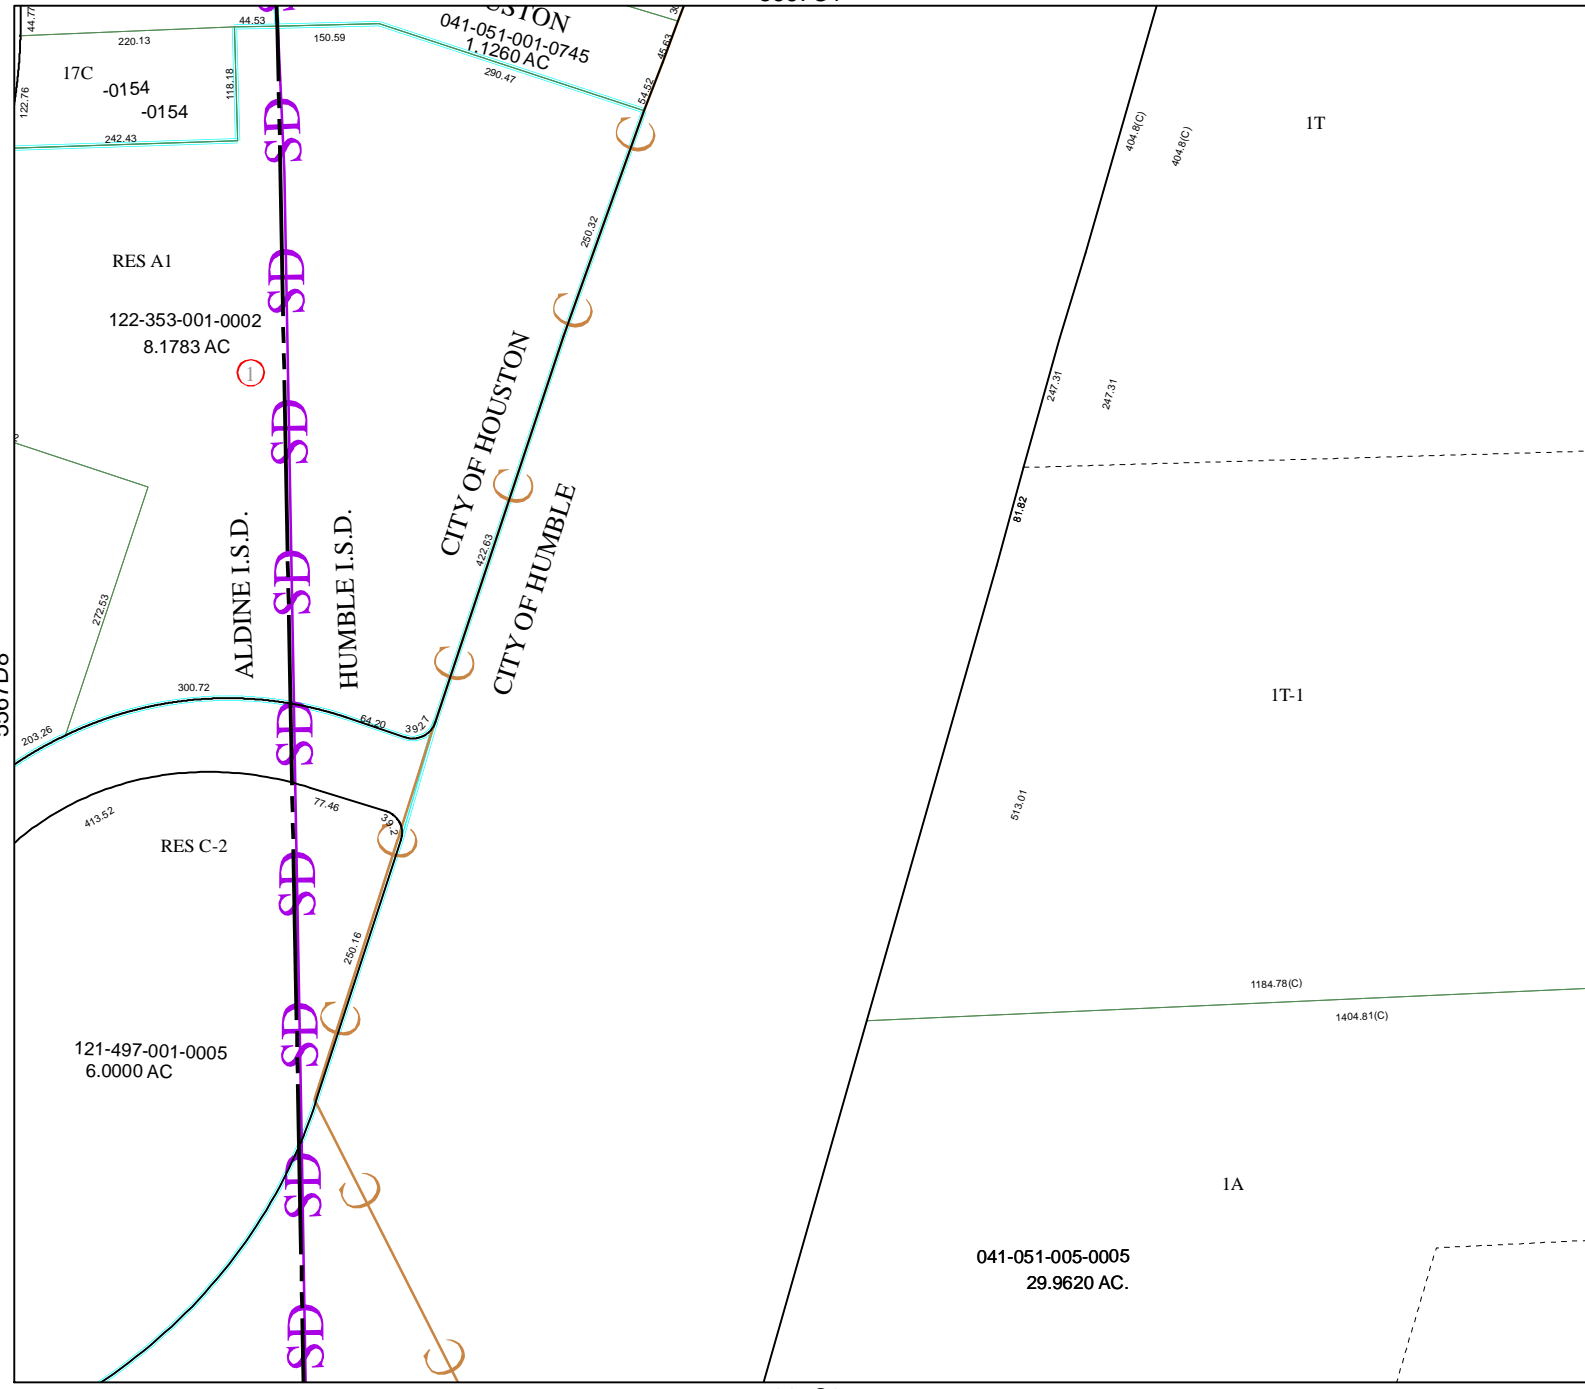 44.77
44.53
220.13
150.59
041-051-001-0745
1.1260 AC
290.47
45.63
54.52
17C
-0154
-0154
118.18
122.76
242.43
404.8(C)
404.8(C)
1T
250.32
RES A1
122-353-001-0002
8.1783 AC
1
SD
SD
SD
SD
SD
SD
SD
SD
SD
C
C
C
C
C
C
C
C
247.31
247.31
CITY OF HOUSTON
CITY OF HUMBLE
422.63
81.82
ALDINE I.S.D.
HUMBLE I.S.D.
272.53
300.72
64.20
39.27
203.26
1T-1
77.46
39.2
413.52
RES C-2
513.01
250.16
1184.78(C)
1404.81(C)
121-497-001-0005
6.0000 AC
1A
041-051-005-0005
29.9620 AC.